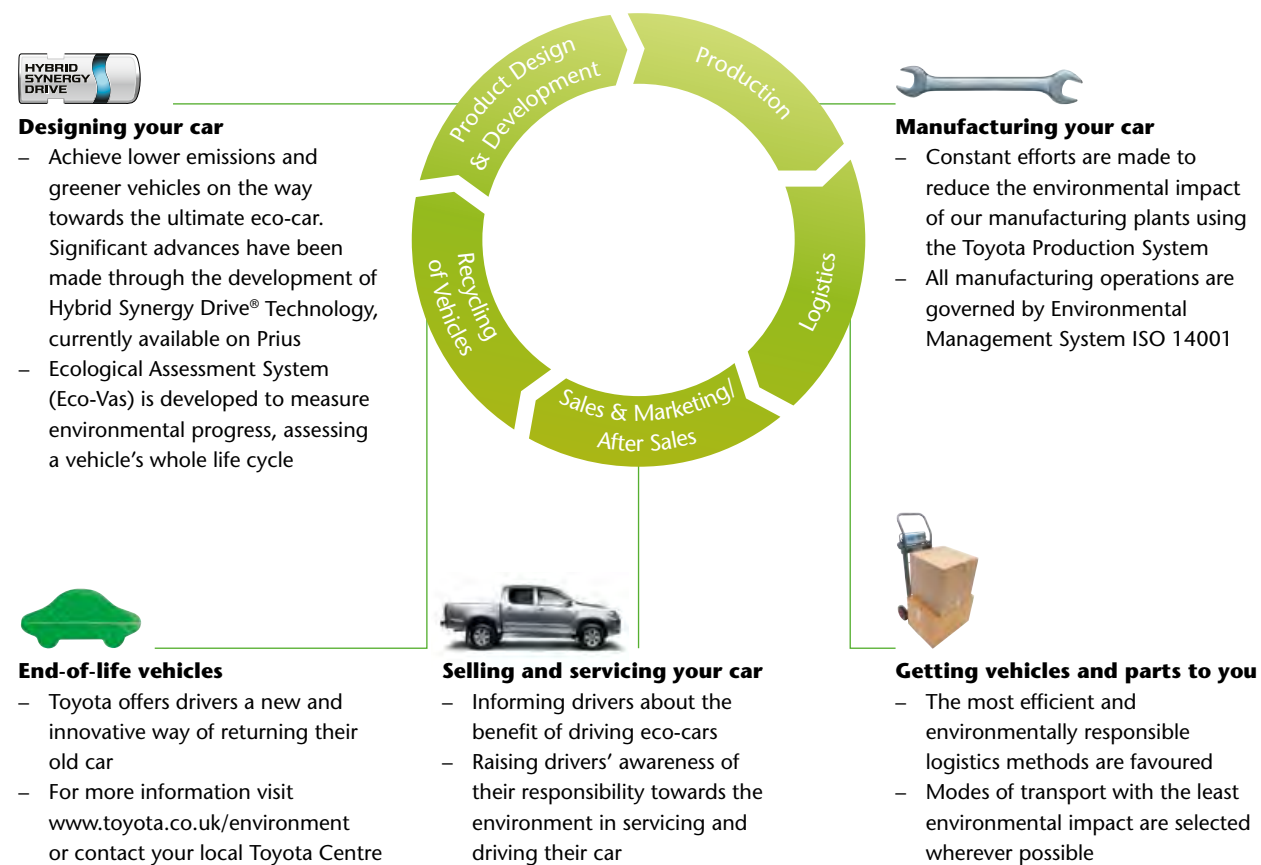 HYBRID
SYNERGY
DRIVE
Designing your car
– Achieve lower emissions and
greener vehicles on the way
towards the ultimate eco-car.
Significant advances have been
made through the development of
Hybrid Synergy Drive® Technology,
currently available on Prius
– Ecological Assessment System
(Eco-Vas) is developed to measure
environmental progress, assessing
a vehicle’s whole life cycle
Product Design
& Development
Production
Logistics
Sales & Marketing/
After Sales
Recycling
of Vehicles
Manufacturing your car
– Constant efforts are made to
reduce the environmental impact
of our manufacturing plants using
the Toyota Production System
– All manufacturing operations are
governed by Environmental
Management System ISO 14001
End-of-life vehicles
– Toyota offers drivers a new and
innovative way of returning their
old car
– For more information visit
www.toyota.co.uk/environment
or contact your local Toyota Centre
Selling and servicing your car
– Informing drivers about the
benefit of driving eco-cars
– Raising drivers’ awareness of
their responsibility towards the
environment in servicing and
driving their car
Getting vehicles and parts to you
– The most efficient and
environmentally responsible
logistics methods are favoured
– Modes of transport with the least
environmental impact are selected
wherever possible